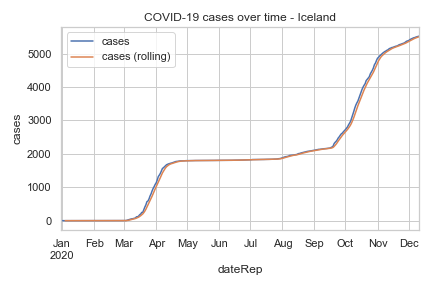 COVID-19 cases over time - Iceland
cases
cases (rolling)
5000
4000
3000
2000
1000
0
cases
Jan Feb Mar Apr May Jun Jul Aug Sep Oct Nov Dec
2020
dateRep